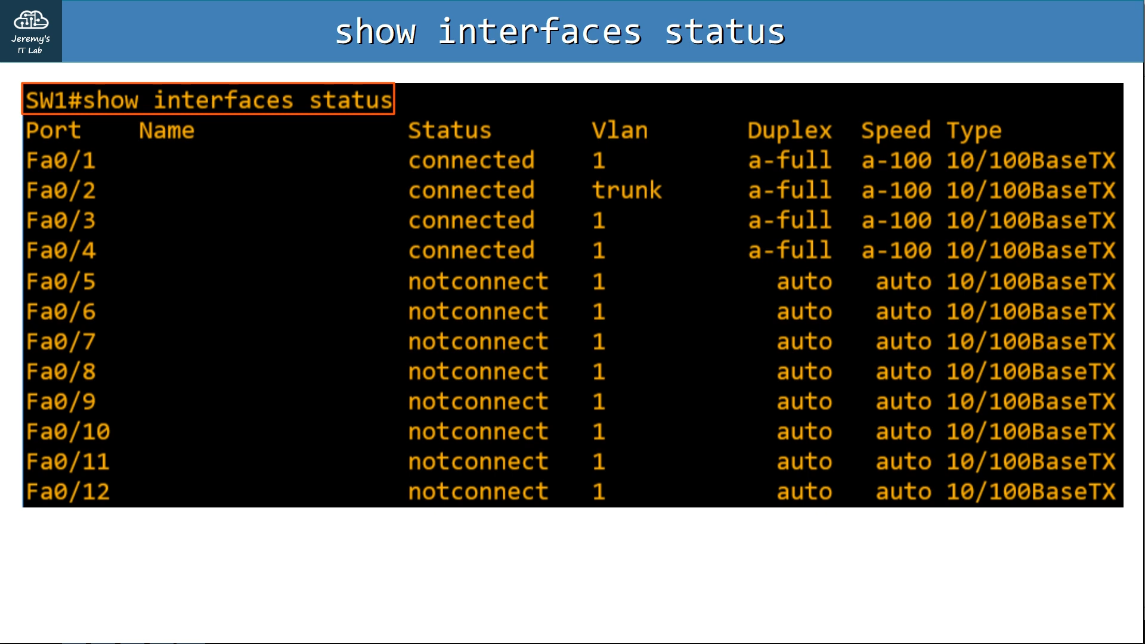 Jeremy's
IT Lab
show interfaces status
SW1#show interfaces status
Port Name Status Vlan Duplex Speed Type
Fa0/1 connected 1 a-full a-100 10/100BaseTX
Fa0/2 connected trunk a-full a-100 10/100BaseTX
Fa0/3 connected 1 a-full a-100 10/100BaseTX
Fa0/4 connected 1 a-full a-100 10/100BaseTX
Fa0/5 notconnect 1 auto auto 10/100BaseTX
Fa0/6 notconnect 1 auto auto 10/100BaseTX
Fa0/7 notconnect 1 auto auto 10/100BaseTX
Fa0/8 notconnect 1 auto auto 10/100BaseTX
Fa0/9 notconnect 1 auto auto 10/100BaseTX
Fa0/10 notconnect 1 auto auto 10/100BaseTX
Fa0/11 notconnect 1 auto auto 10/100BaseTX
Fa0/12 notconnect 1 auto auto 10/100BaseTX